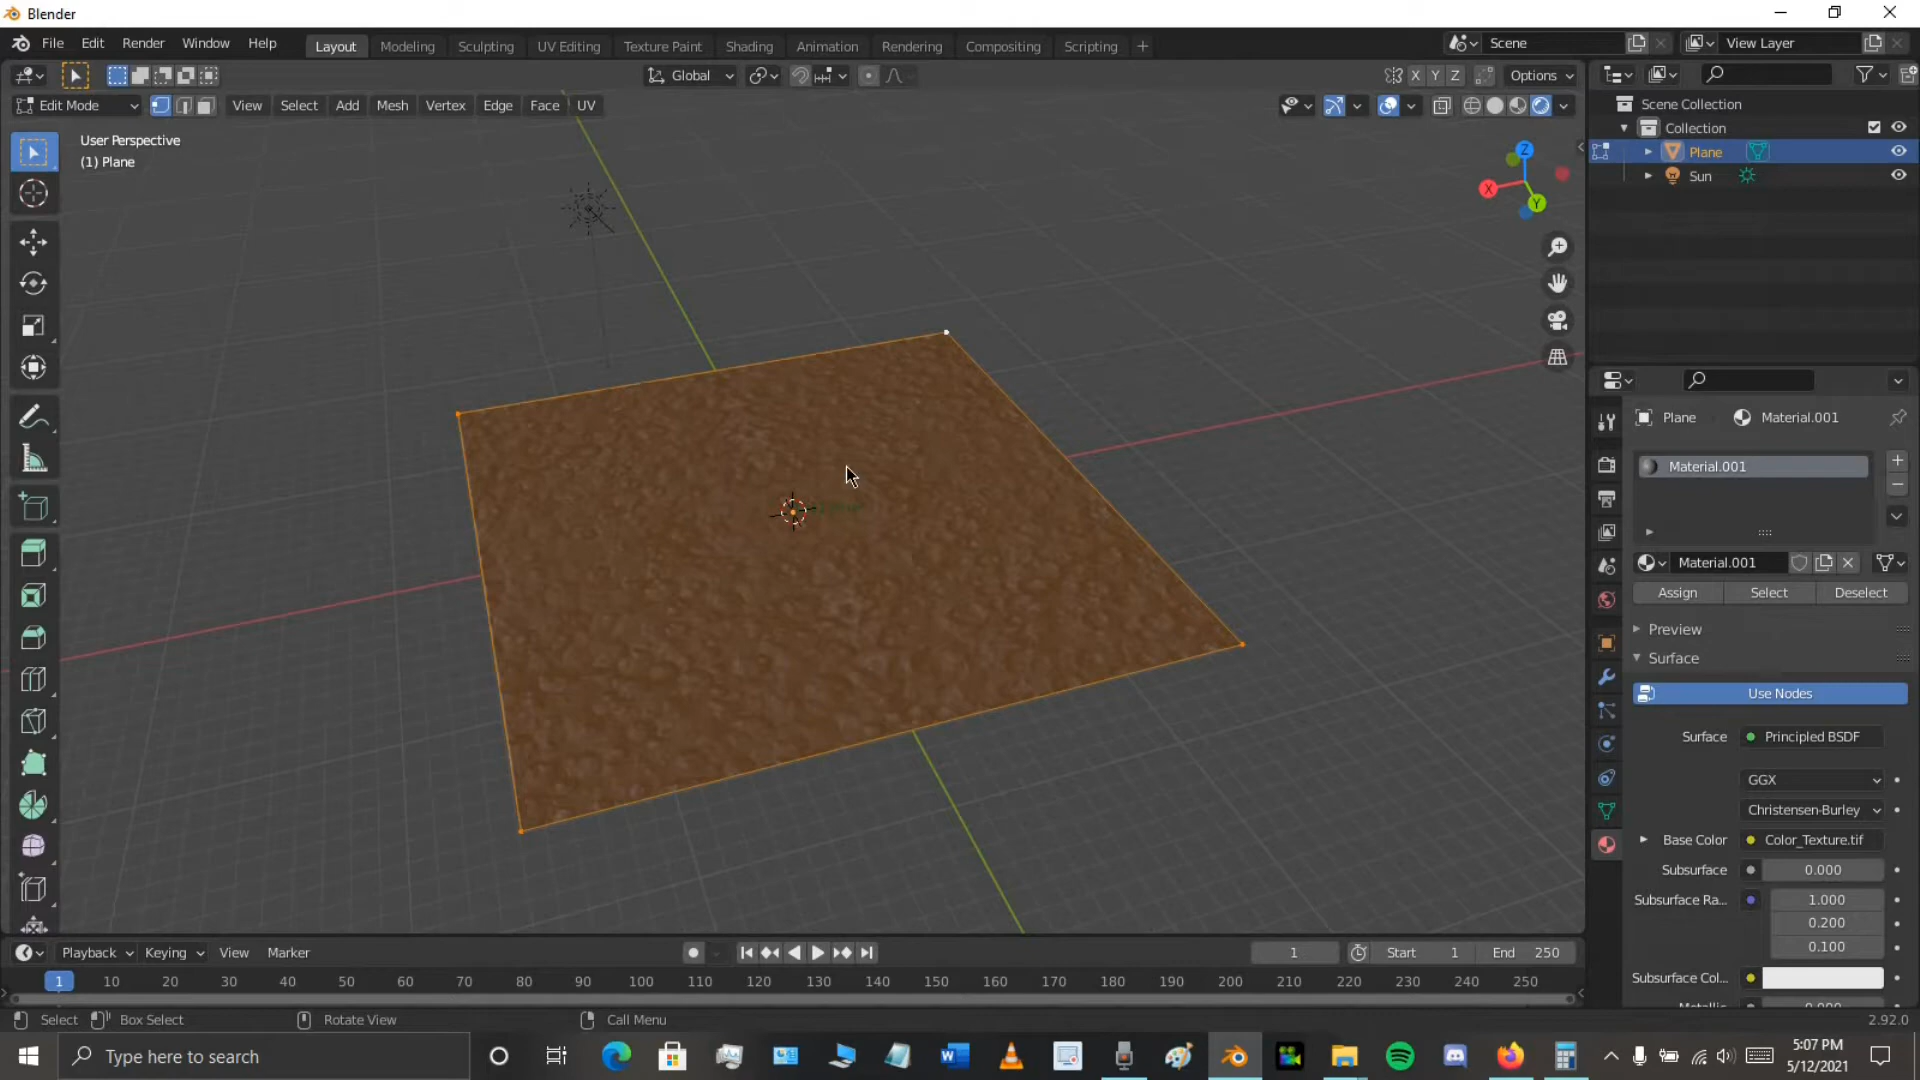 Blender
File Edit Render Window Help Layout Modeling Sculpting UV Editing Texture Paint Shading Animation Rendering Compositing Scripting + Scene View Layer
Global X Y Z Options
Edit Mode View Select Add Mesh Vertex Edge Face UV
User Perspective
(1) Plane
Z
X
Y
Scene Collection
Collection
Plane
Sun
Plane Material.001
Material.001
Material.001
Assign Select Deselect
Preview
Surface
Use Nodes
Surface Principled BSDF
GGX
Christensen-Burley
Base Color Color_Texture.tif
Subsurface 0.000
Subsurface Ra... 1.000
0.200
0.100
Subsurface Col...
Playback Keying View Marker 1 Start 1 End 250
1 10 20 30 40 50 60 70 80 90 100 110 120 130 140 150 160 170 180 190 200 210 220 230 240 250
Select Box Select Rotate View Call Menu 2.92.0
Type here to search
5:07 PM
5/12/2021